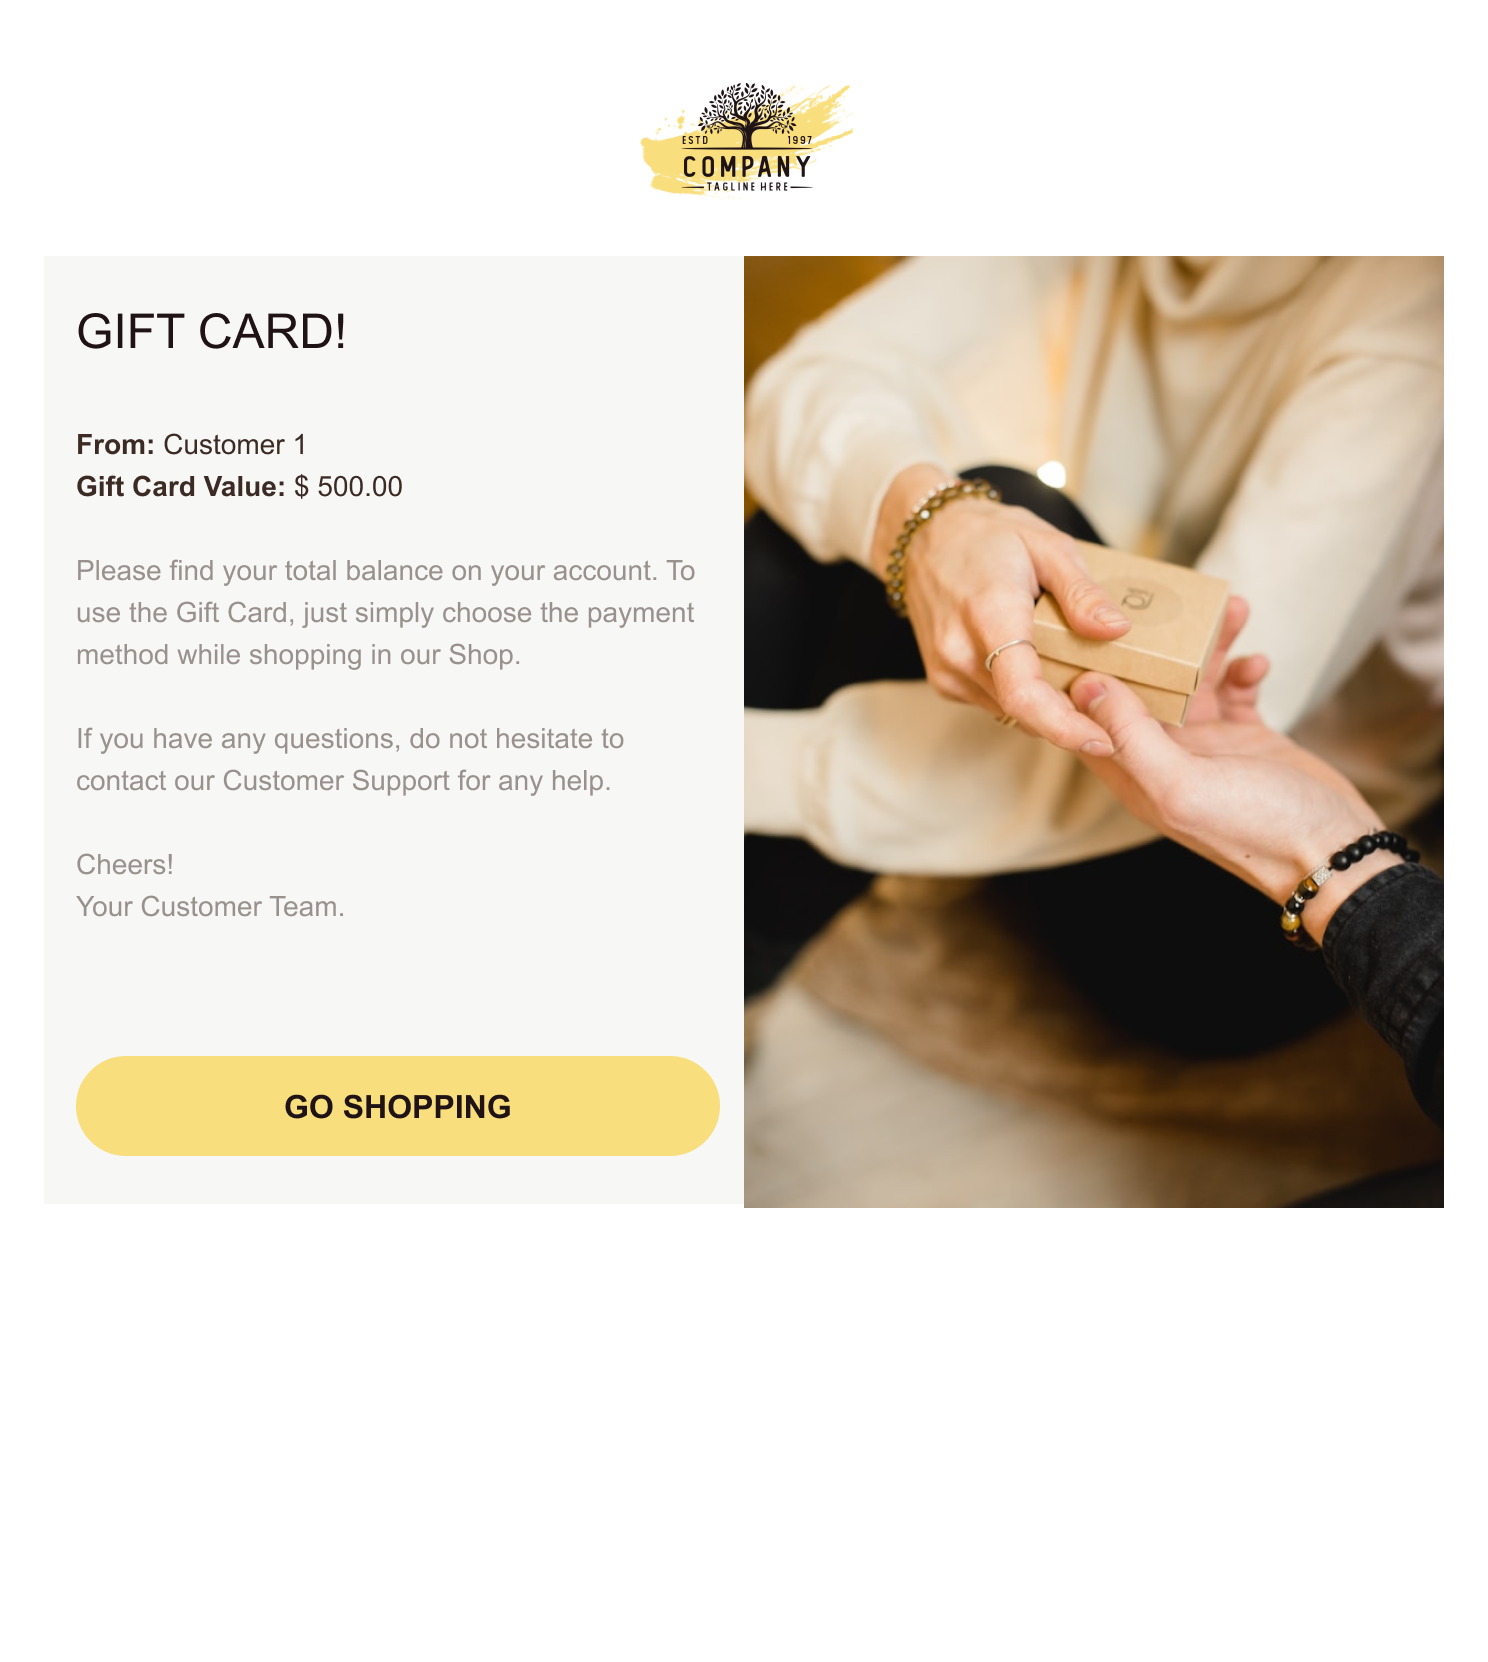 ESTD 1997
COMPANY
TAGLINE HERE
GIFT CARD!
From: Customer 1
Gift Card Value: $ 500.00
Please find your total balance on your account. To
use the Gift Card, just simply choose the payment
method while shopping in our Shop.
If you have any questions, do not hesitate to
contact our Customer Support for any help.
Cheers!
Your Customer Team.
GO SHOPPING